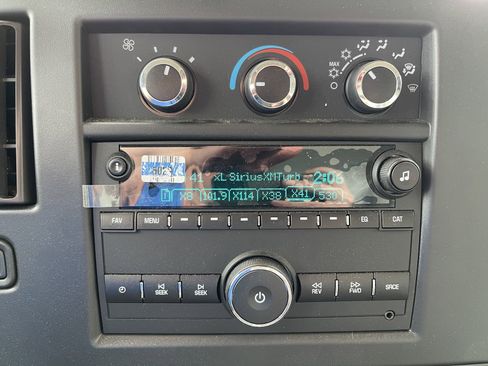 MAX
41 xL SiriusXMTurb 2:06
X8 101.9 X114 X38 X41 530
FAV MENU EQ CAT
SEEK SEEK REV FWD SRCE